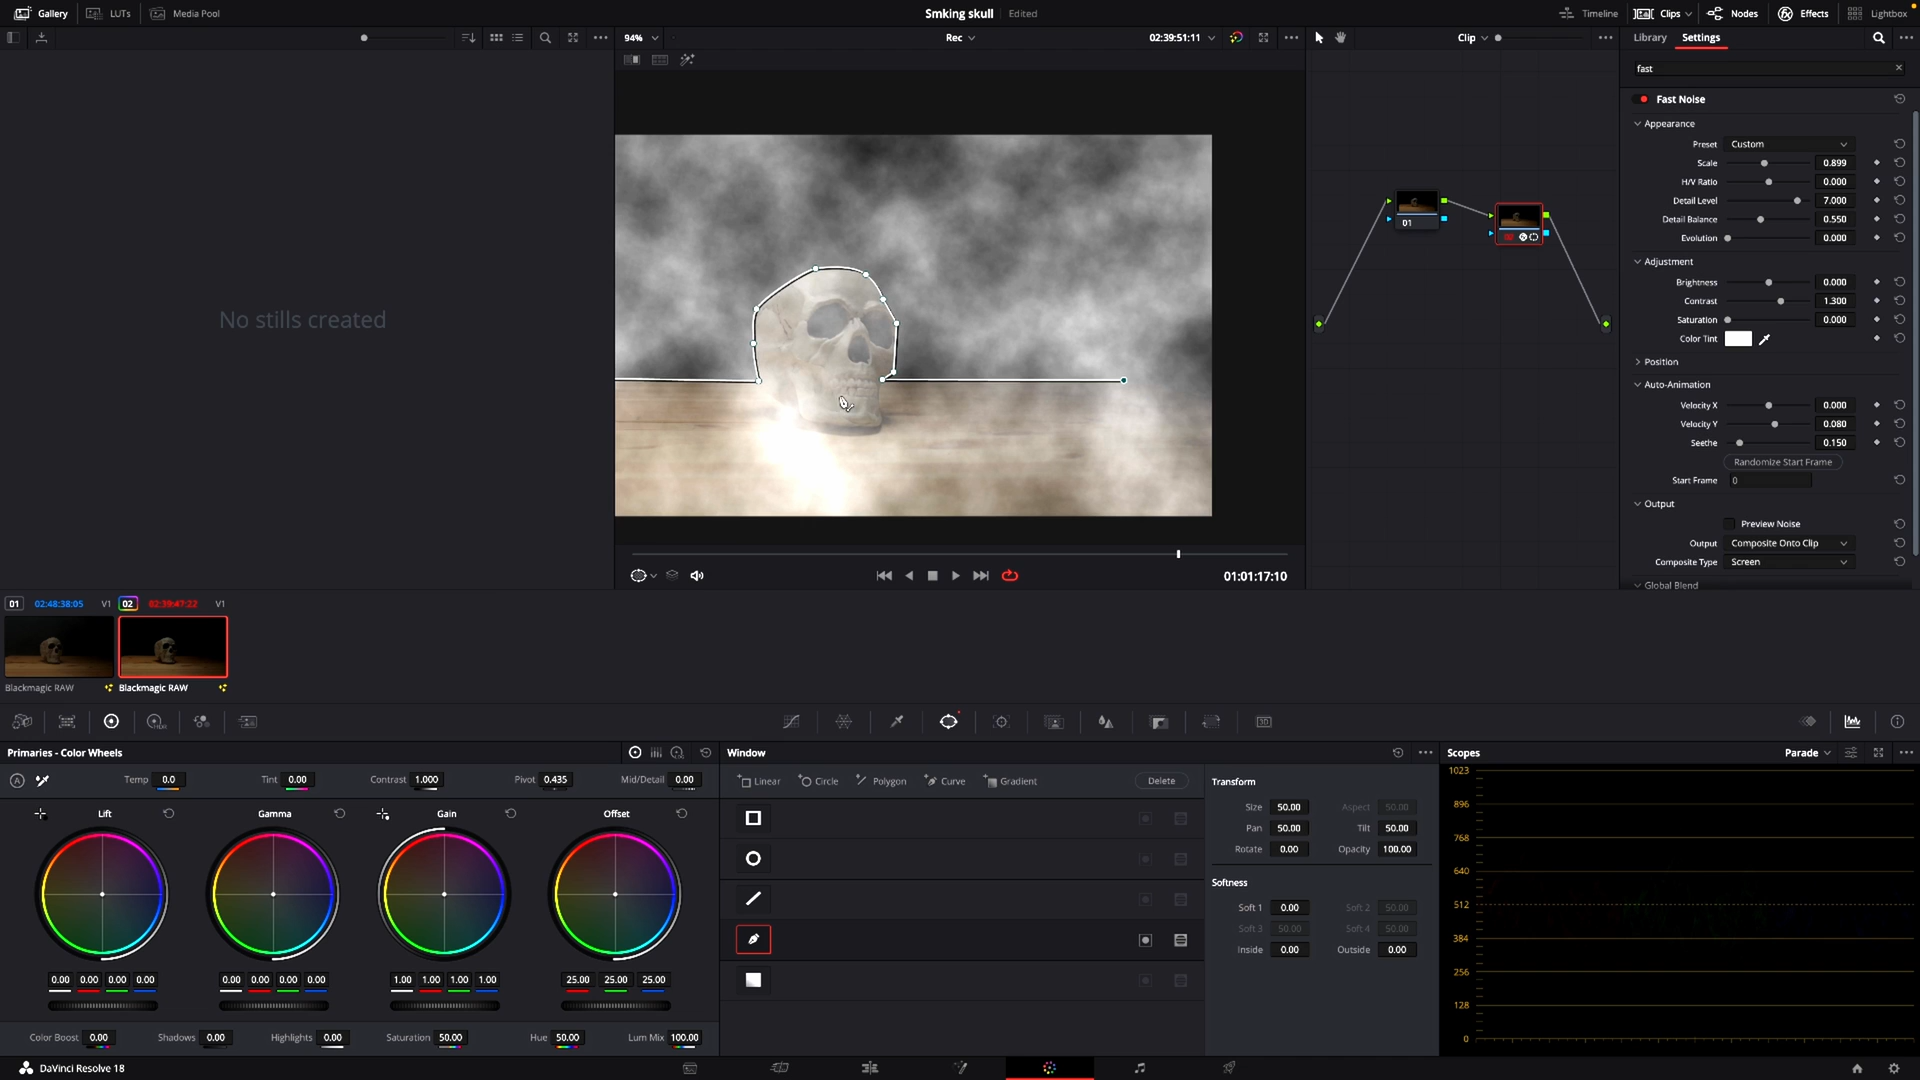 Gallery LUTs Media Pool Smking skull Edited Timeline Clips Nodes Effects Lightbox
94% Rec 02:39:51:11 Clip Library Settings
fast
Fast Noise
Appearance
Preset Custom
Scale 0.899
H/V Ratio 0.000
Detail Level 7.000
Detail Balance 0.550
Evolution 0.000
Adjustment
Brightness 0.000
Contrast 1.300
Saturation 0.000
Color Tint
Position
Auto-Animation
Velocity X 0.000
Velocity Y 0.080
Seethe 0.150
Randomize Start Frame
Start Frame 0
Output
Preview Noise
Output Composite Onto Clip
Composite Type Screen
Global Blend
No stills created
01
01:01:17:10
01 02:48:38:05 V1 02 02:39:47:22 V1
Blackmagic RAW Blackmagic RAW
HDR
3D
Primaries - Color Wheels
A Temp 0.0 Tint 0.00 Contrast 1.000 Pivot 0.435 Mid/Detail 0.00
Lift Gamma Gain Offset
0.00 0.00 0.00 0.00 0.00 0.00 0.00 0.00 1.00 1.00 1.00 1.00 25.00 25.00 25.00
Color Boost 0.00 Shadows 0.00 Highlights 0.00 Saturation 50.00 Hue 50.00 Lum Mix 100.00
Window
Linear Circle Polygon Curve Gradient Delete
Transform
Size 50.00 Aspect 50.00
Pan 50.00 Tilt 50.00
Rotate 0.00 Opacity 100.00
Softness
Soft 1 0.00 Soft 2 50.00
Soft 3 50.00 Soft 4 50.00
Inside 0.00 Outside 0.00
Scopes Parade
1023
896
768
640
512
384
256
128
0
DaVinci Resolve 18